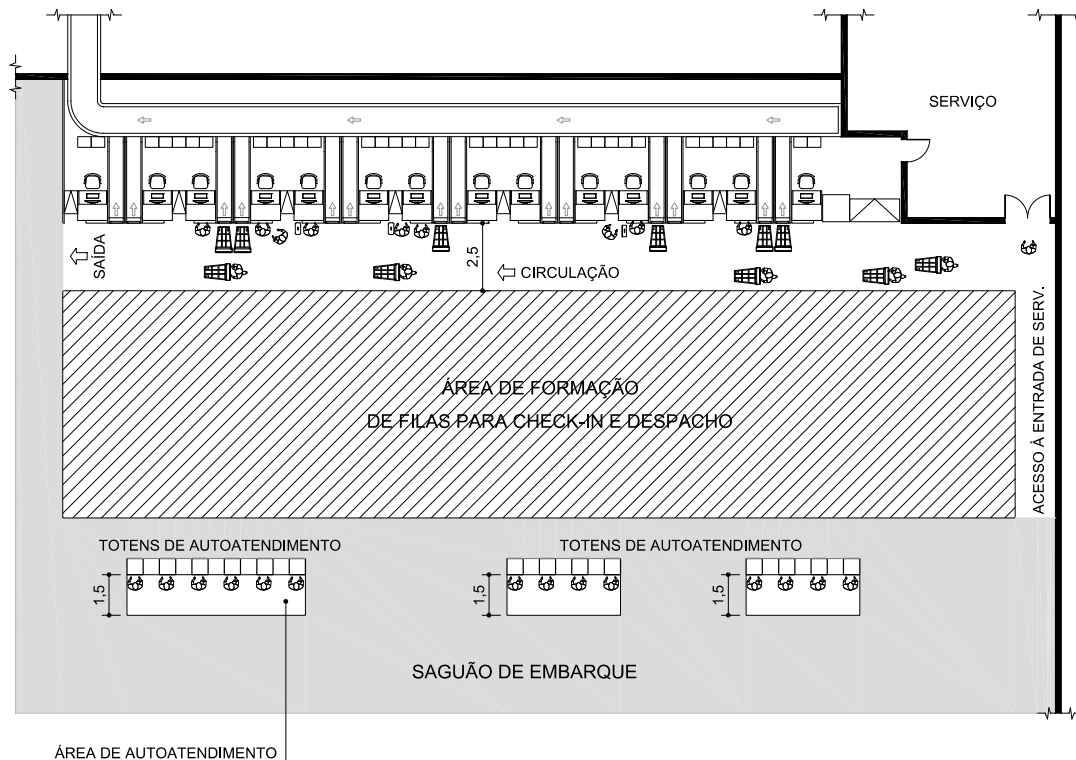 SERVIÇO
SAÍDA
2,5
CIRCULAÇÃO
ÁREA DE FORMAÇÃO
DE FILAS PARA CHECK-IN E DESPACHO
ACESSO À ENTRADA DE SERV.
TOTENS DE AUTOATENDIMENTO
TOTENS DE AUTOATENDIMENTO
1,5
1,5
1,5
SAGUÃO DE EMBARQUE
ÁREA DE AUTOATENDIMENTO